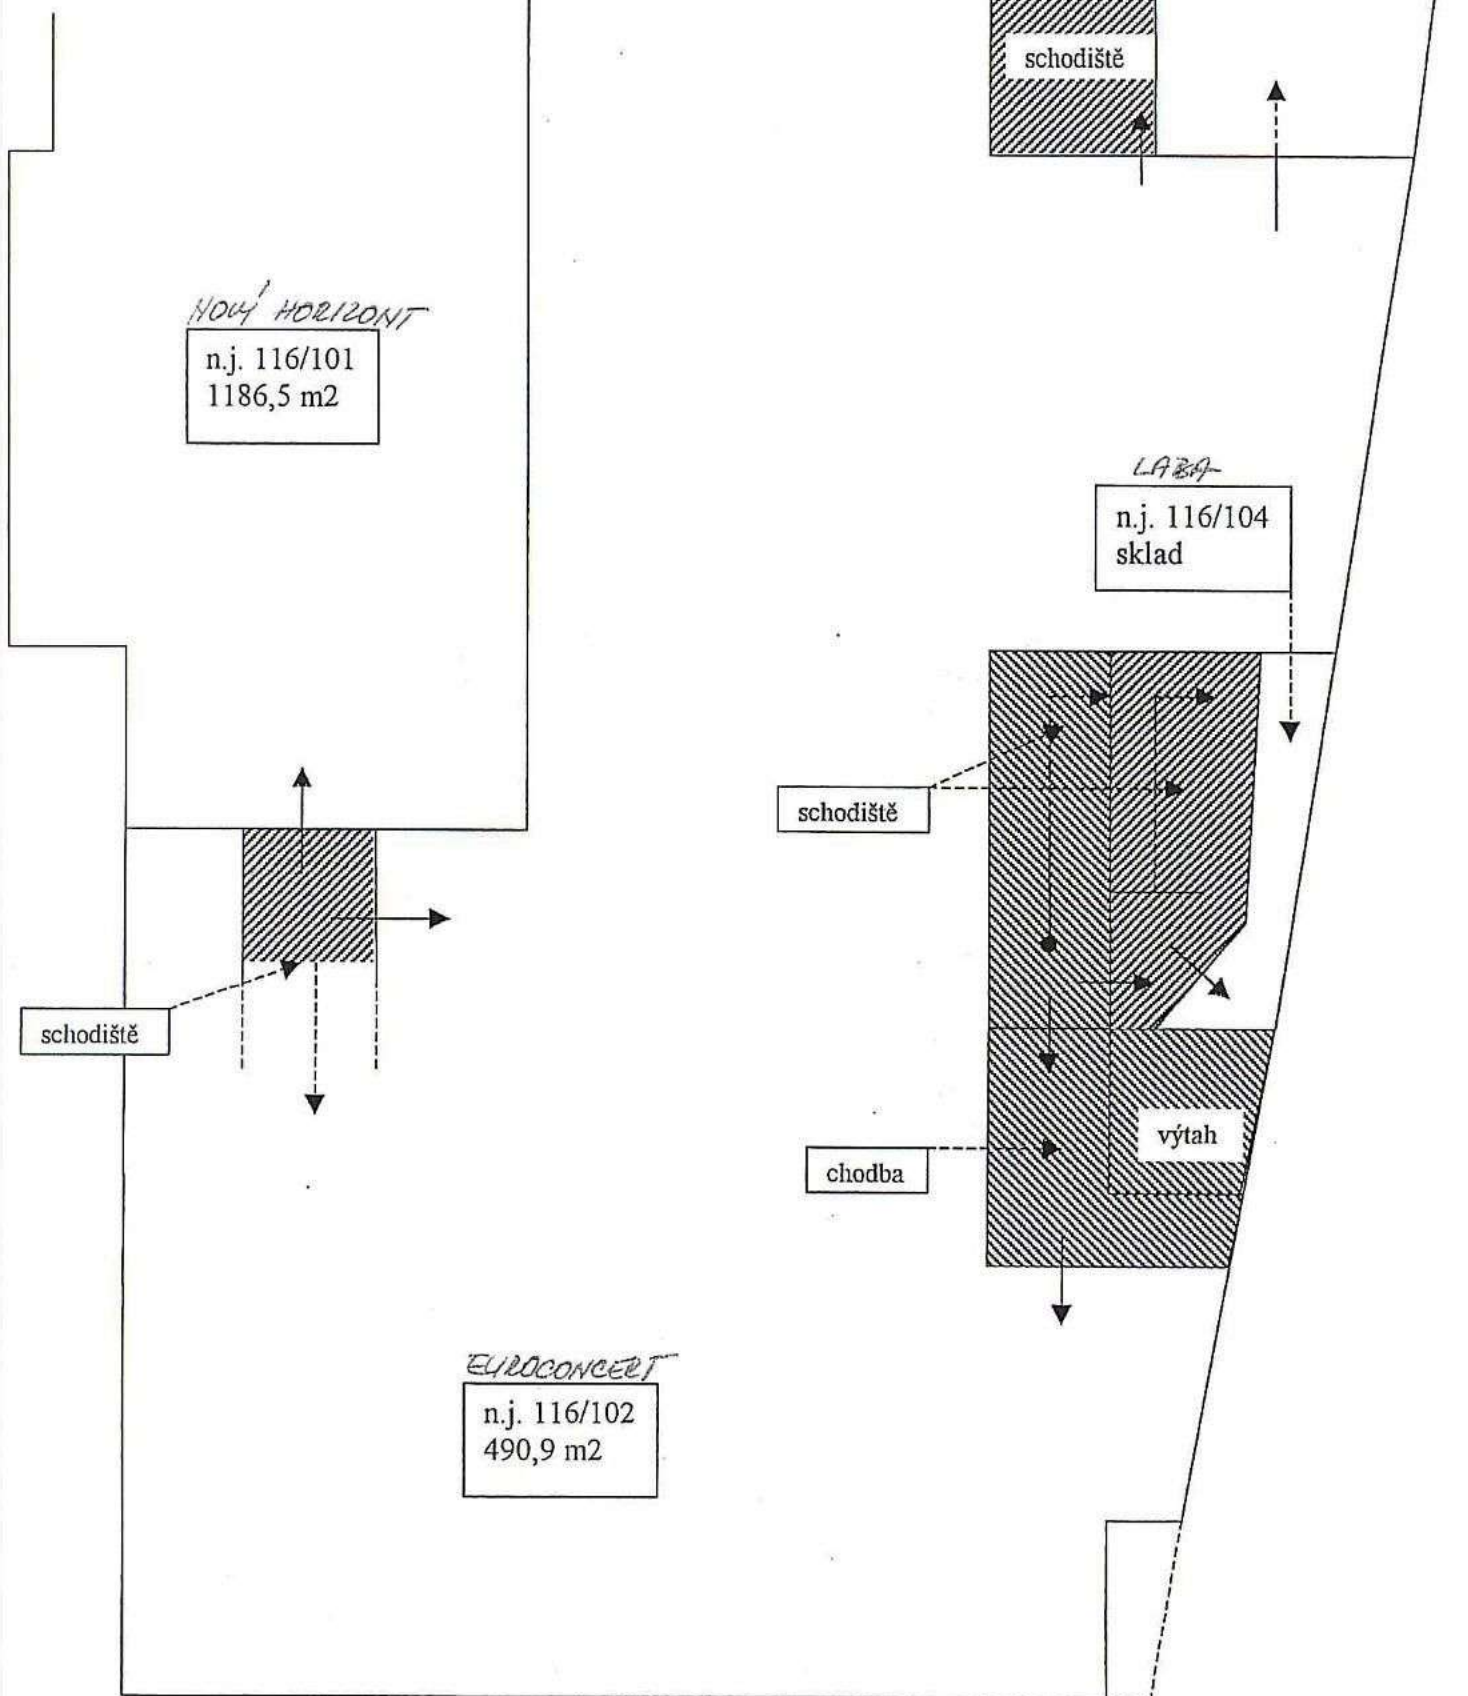 schodiště
NOVÝ HORIZONT
n.j. 116/101
1186,5 m2
LABA
n.j. 116/104
sklad
schodiště
schodiště
výtah
chodba
EUROCONCERT
n.j. 116/102
490,9 m2